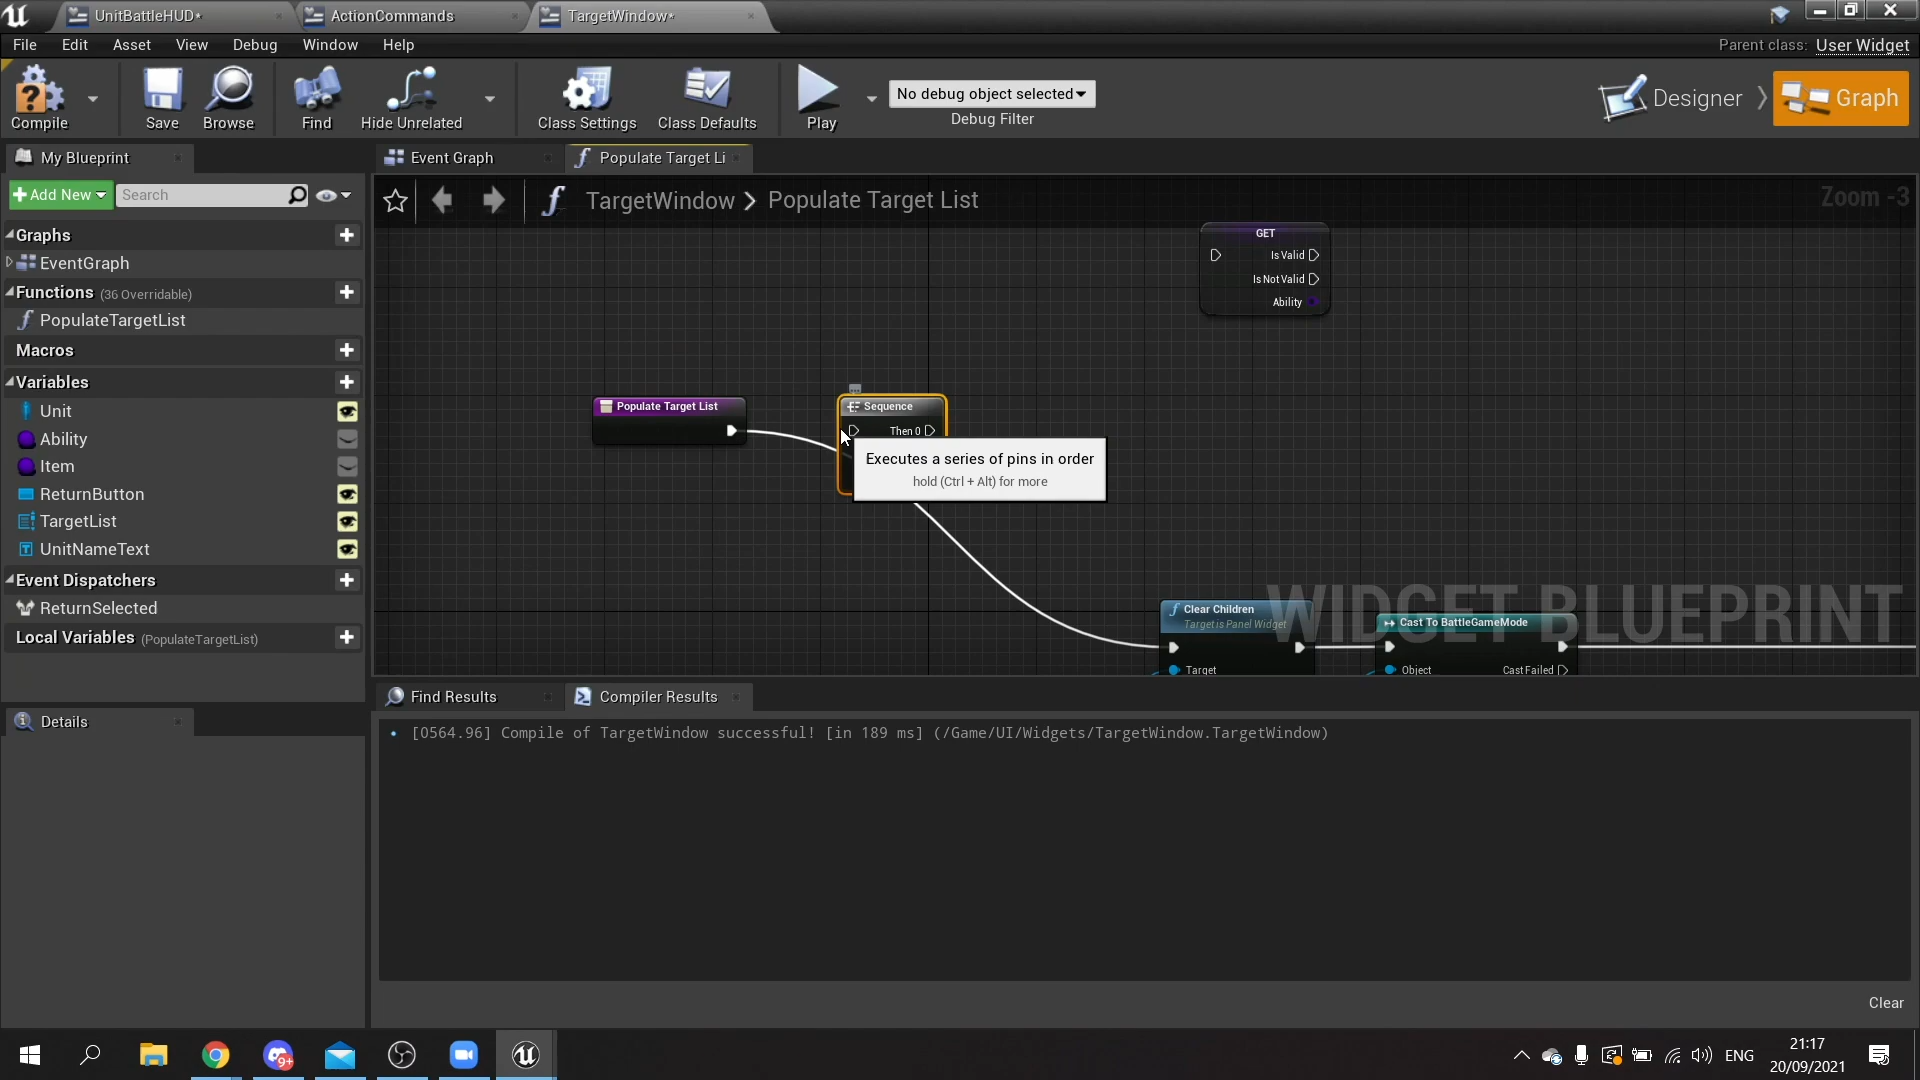 UnitBattleHUD*
ActionCommands
TargetWindow*
File Edit Asset View Debug Window Help
Parent class: User Widget
Compile
Save
Browse
Find
Hide Unrelated
Class Settings
Class Defaults
Play
No debug object selected
Debug Filter
Designer
Graph
My Blueprint
Event Graph
Populate Target Li
Add New
Search
TargetWindow > Populate Target List
Zoom -3
Graphs
EventGraph
Functions (36 Overridable)
PopulateTargetList
Macros
Variables
Unit
Ability
Item
ReturnButton
TargetList
UnitNameText
Event Dispatchers
ReturnSelected
Local Variables (PopulateTargetList)
Details
GET
Is Valid
Is Not Valid
Ability
Populate Target List
Sequence
Then 0
Executes a series of pins in order
hold (Ctrl + Alt) for more
Clear Children
Target is Panel Widget
Target
Cast To BattleGameMode
Object
Cast Failed
WIDGET BLUEPRINT
Find Results
Compiler Results
[0564.96] Compile of TargetWindow successful! [in 189 ms] (/Game/UI/Widgets/TargetWindow.TargetWindow)
Clear
9+
ENG
21:17
20/09/2021